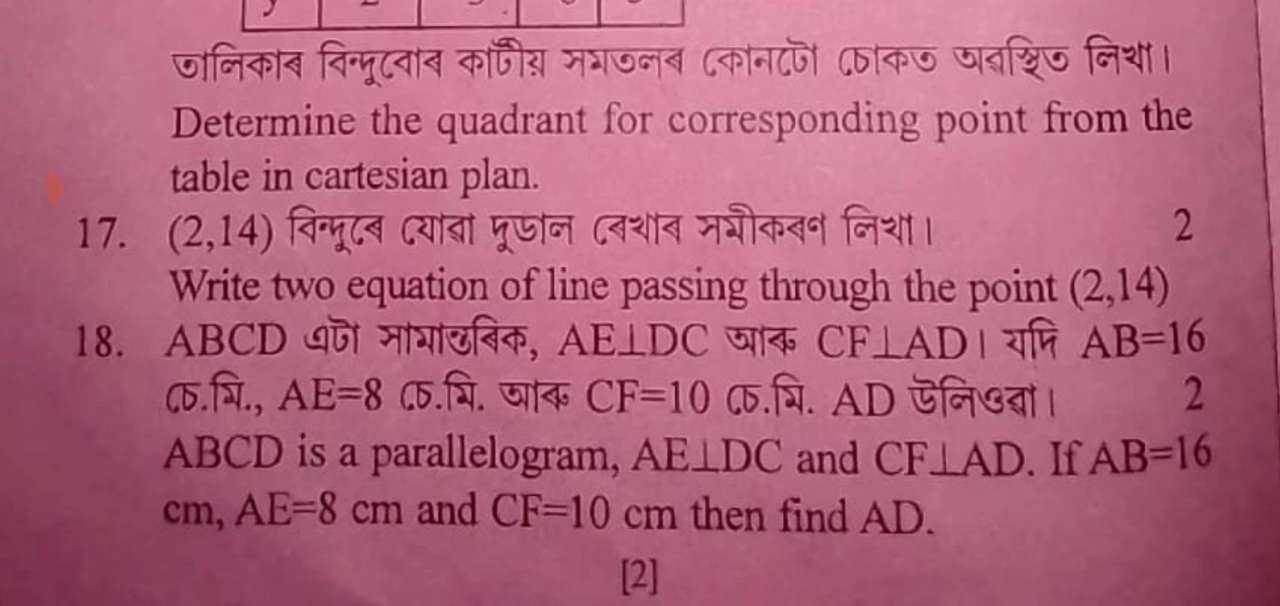 তালিকাৰ বিন্দুবোৰ কাৰ্টীয় সমতলৰ কোনটো চোকত অৱস্থিত লিখা।
Determine the quadrant for corresponding point from the
table in cartesian plan.
17. (2,14) বিন্দুৰে যোৱা দুডাল ৰেখাৰ সমীকৰণ লিখা। 2
Write two equation of line passing through the point (2,14)
18. ABCD এটা সামান্তৰিক, AE⊥DC আৰু CF⊥AD। যদি AB=16
চে.মি., AE=8 চে.মি. আৰু CF=10 চে.মি. AD উলিওৱা। 2
ABCD is a parallelogram, AE⊥DC and CF⊥AD. If AB=16
cm, AE=8 cm and CF=10 cm then find AD.
[2]